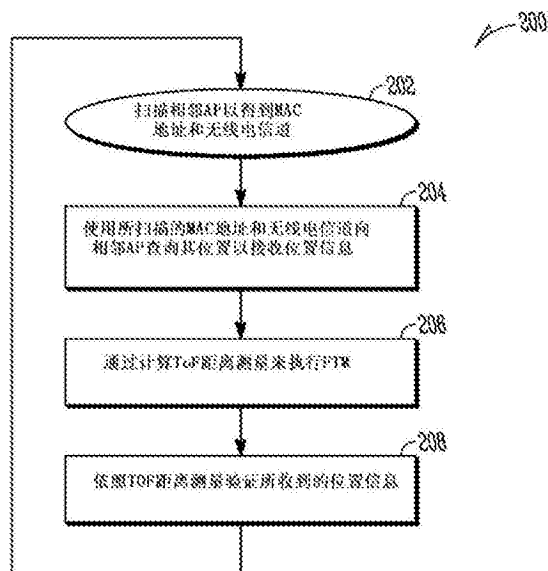 200
202
扫描相邻AP以得到MAC
地址和无线电信道
204
使用所扫描的MAC地址和无线电信道向
相邻AP查询其位置以接收位置信息
206
通过计算ToF距离测量来执行FTM
208
依照TOF距离测量验证所收到的位置信息